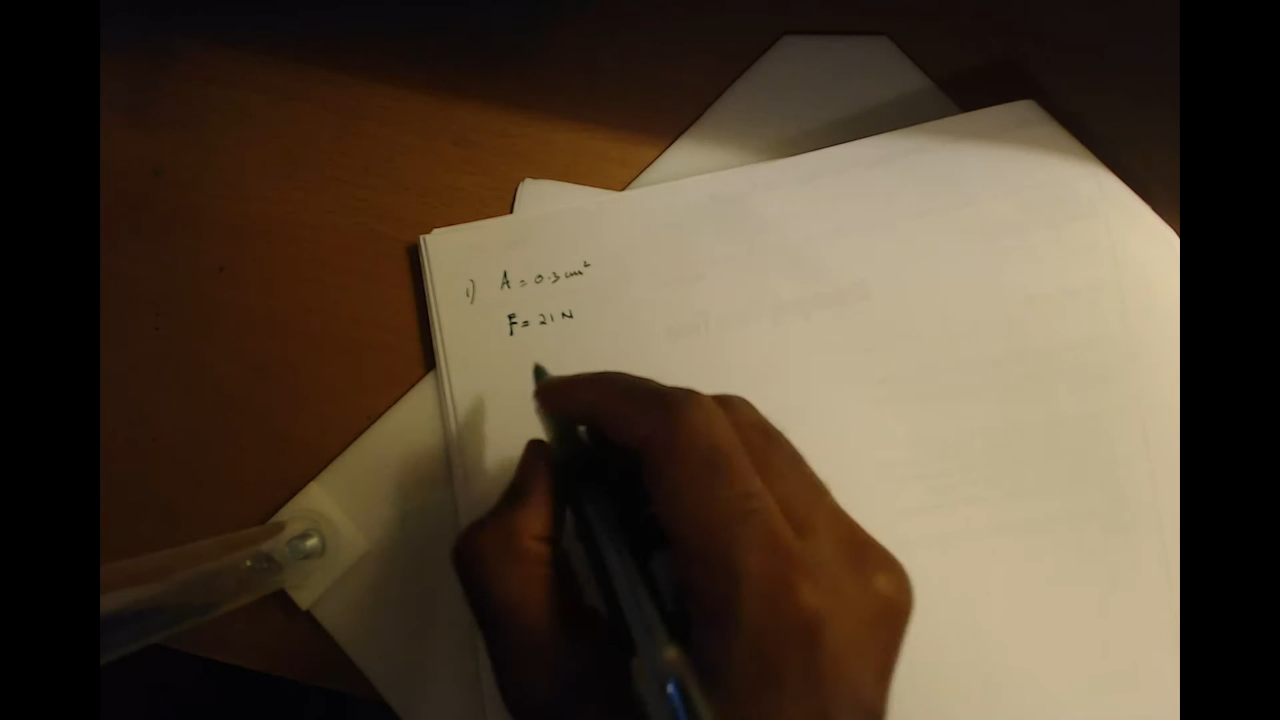 1) A = 0.3 cm²
F = 21 N